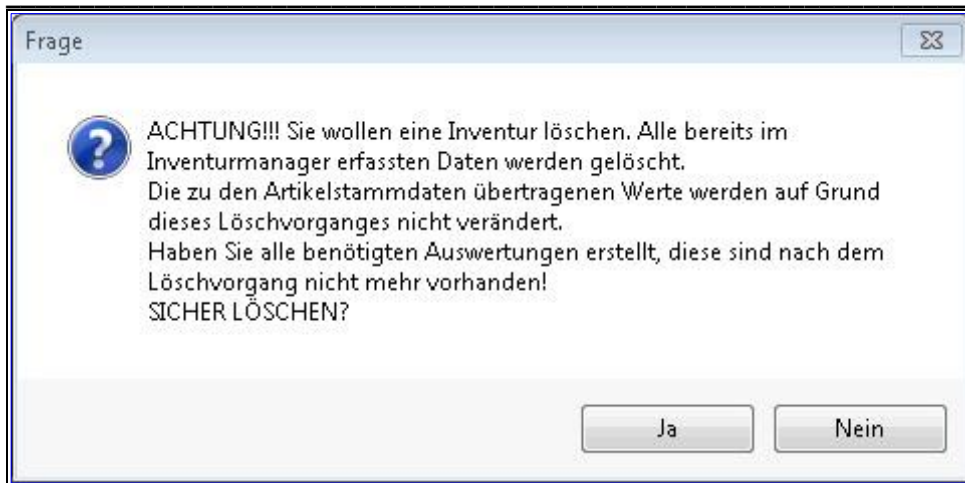 Frage
ACHTUNG!!! Sie wollen eine Inventur löschen. Alle bereits im
Inventurmanager erfassten Daten werden gelöscht.
Die zu den Artikelstammdaten übertragenen Werte werden auf Grund
dieses Löschvorganges nicht verändert.
Haben Sie alle benötigten Auswertungen erstellt, diese sind nach dem
Löschvorgang nicht mehr vorhanden!
SICHER LÖSCHEN?
Ja Nein